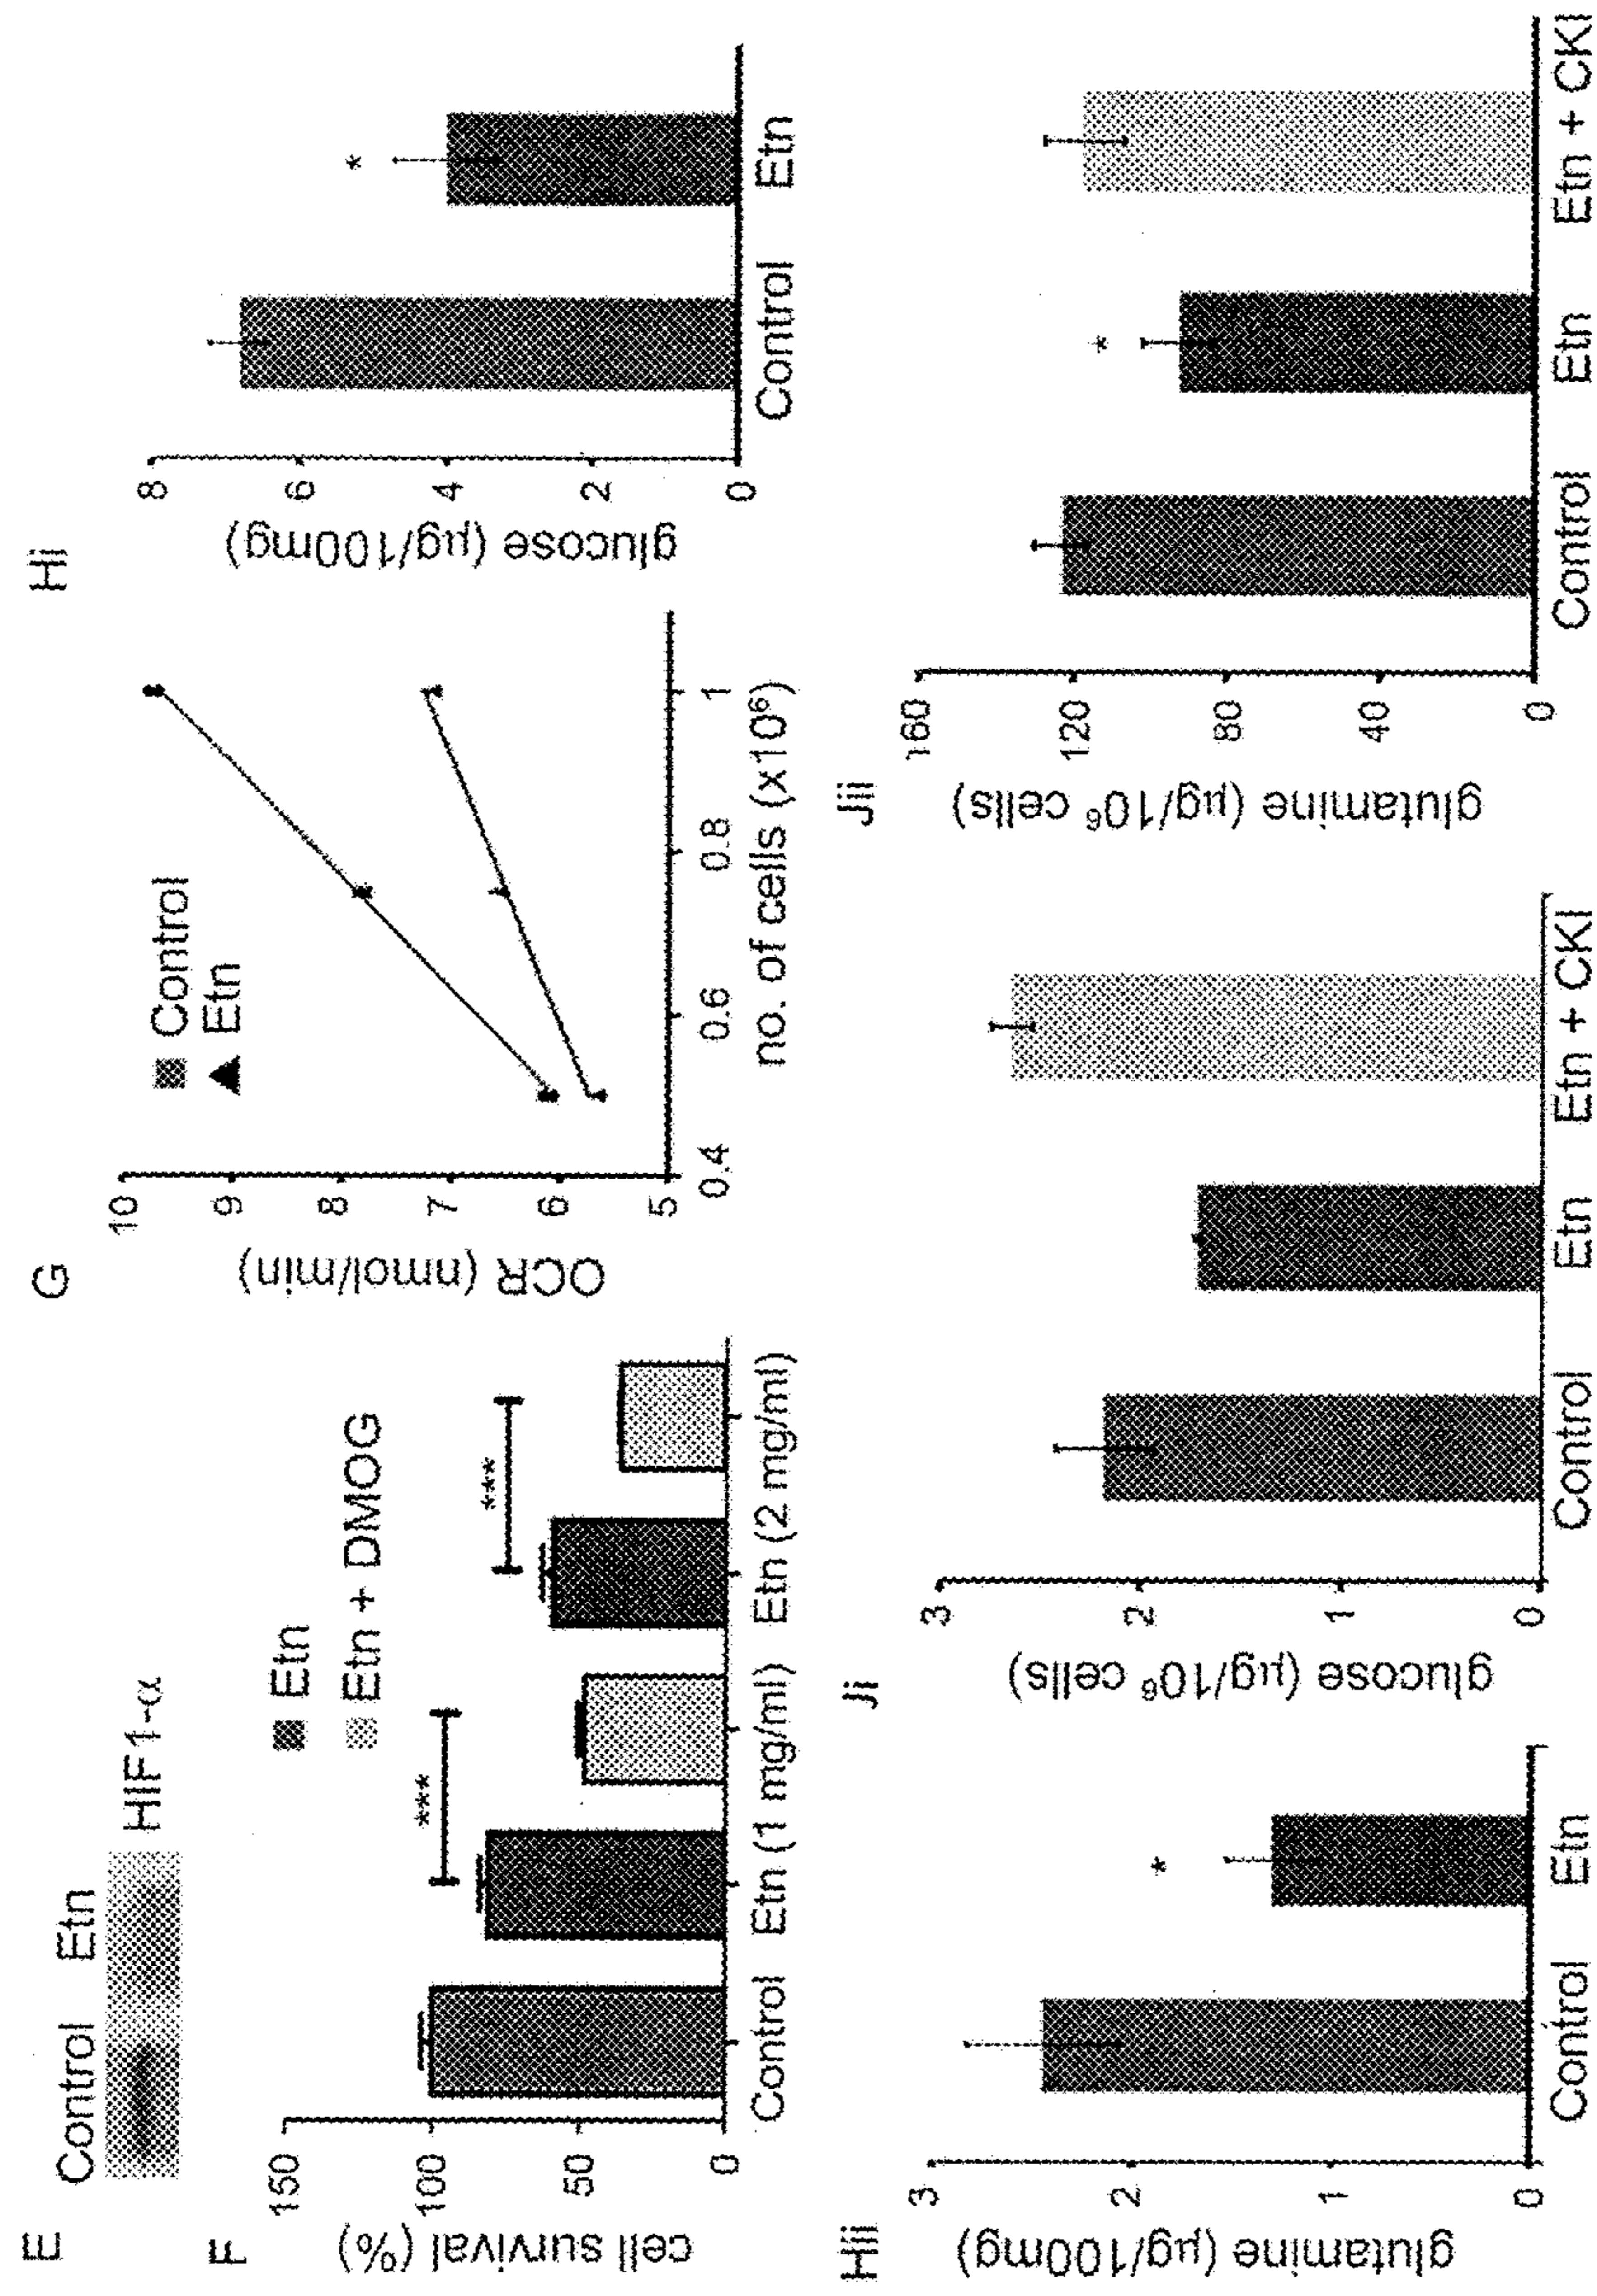 E
Control Etn
HIF1-α
F
cell survival (%)
150
100
50
0
Etn
Etn + DMOG
***
***
Control Etn (1 mg/ml) Etn (2 mg/ml)
G
OCR (nmol/min)
10
9
8
7
6
5
Control
Etn
0.4 0.6 0.8 1
no. of cells (x10⁶)
Hi
glucose (µg/100mg)
8
6
4
2
0
*
Control Etn
Hii
glutamine (µg/100mg)
3
2
1
0
*
Control Etn
Ji
glucose (µg/10⁶ cells)
3
2
1
0
Control Etn Etn + CKI
Jii
glutamine (µg/10⁶ cells)
160
120
80
40
0
*
Control Etn Etn + CKI